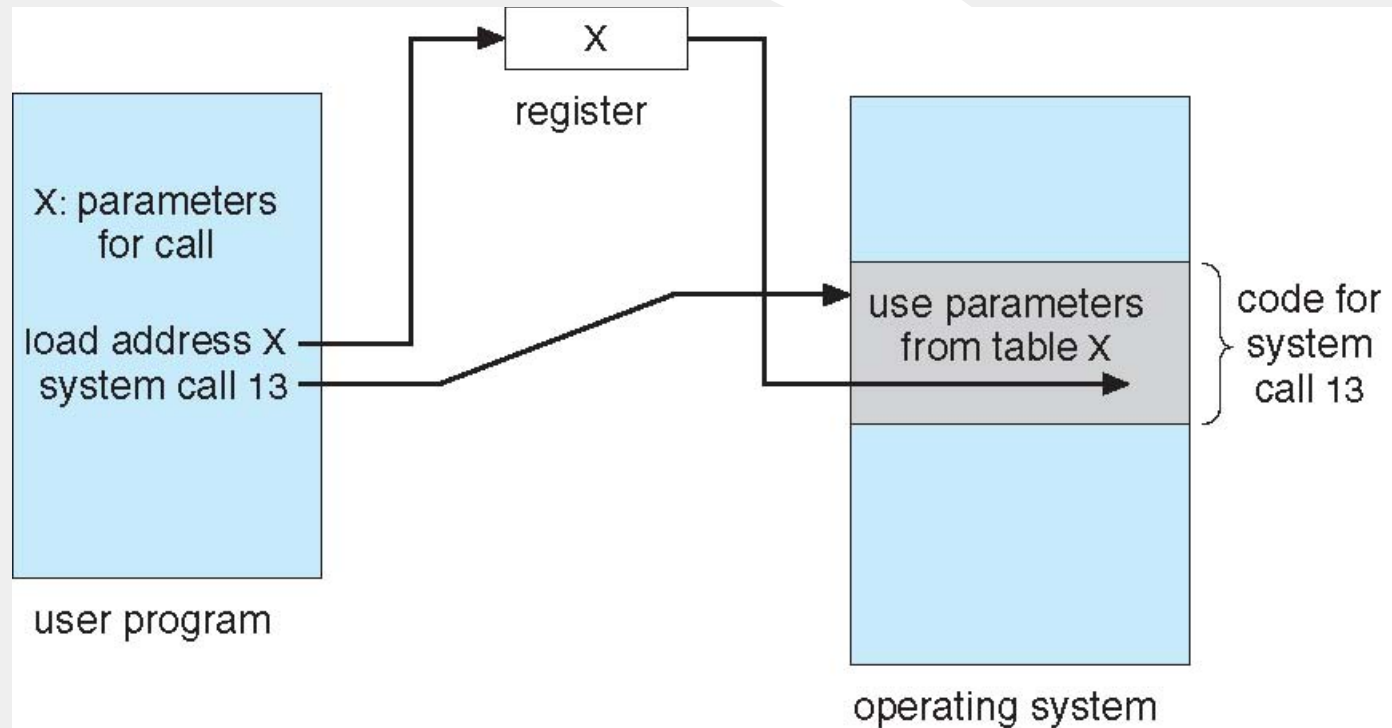 X
register
X: parameters
for call
load address X
system call 13
user program
use parameters
from table X
code for
system
call 13
operating system